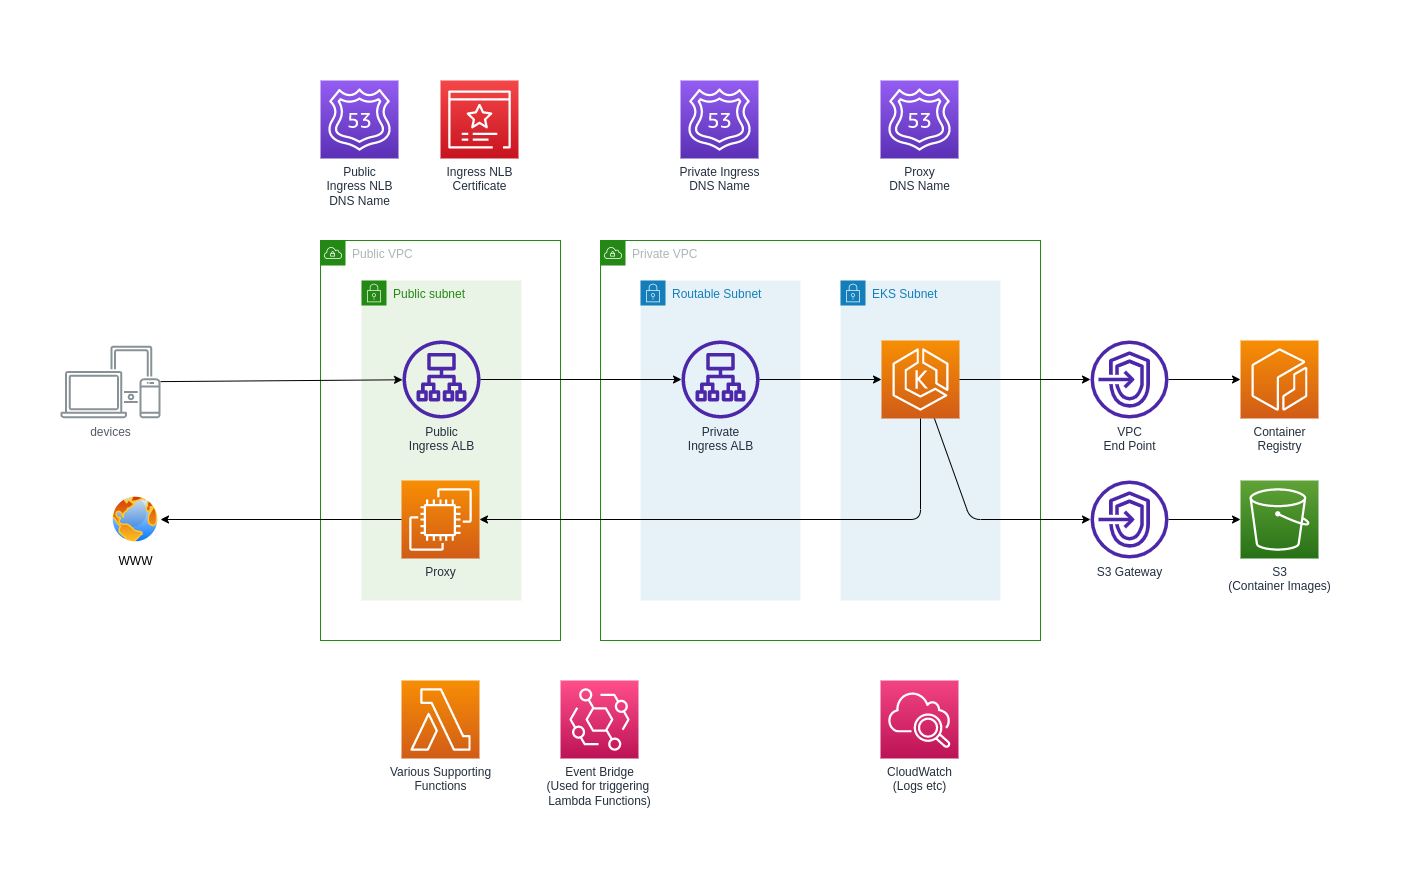 53
53
53
Public
Ingress NLB
DNS Name
Ingress NLB
Certificate
Private Ingress
DNS Name
Proxy
DNS Name
Public VPC
Private VPC
Public subnet
Routable Subnet
EKS Subnet
K
devices
Public
Ingress ALB
Private
Ingress ALB
VPC
End Point
Container
Registry
www
Proxy
S3 Gateway
S3
(Container Images)
Various Supporting
Functions
Event Bridge
(Used for triggering
Lambda Functions)
CloudWatch
(Logs etc)